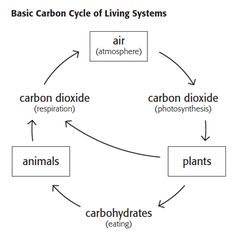 Basic Carbon Cycle of Living Systems
air
(atmosphere)
carbon dioxide
(respiration)
carbon dioxide
(photosynthesis)
animals
plants
carbohydrates
(eating)